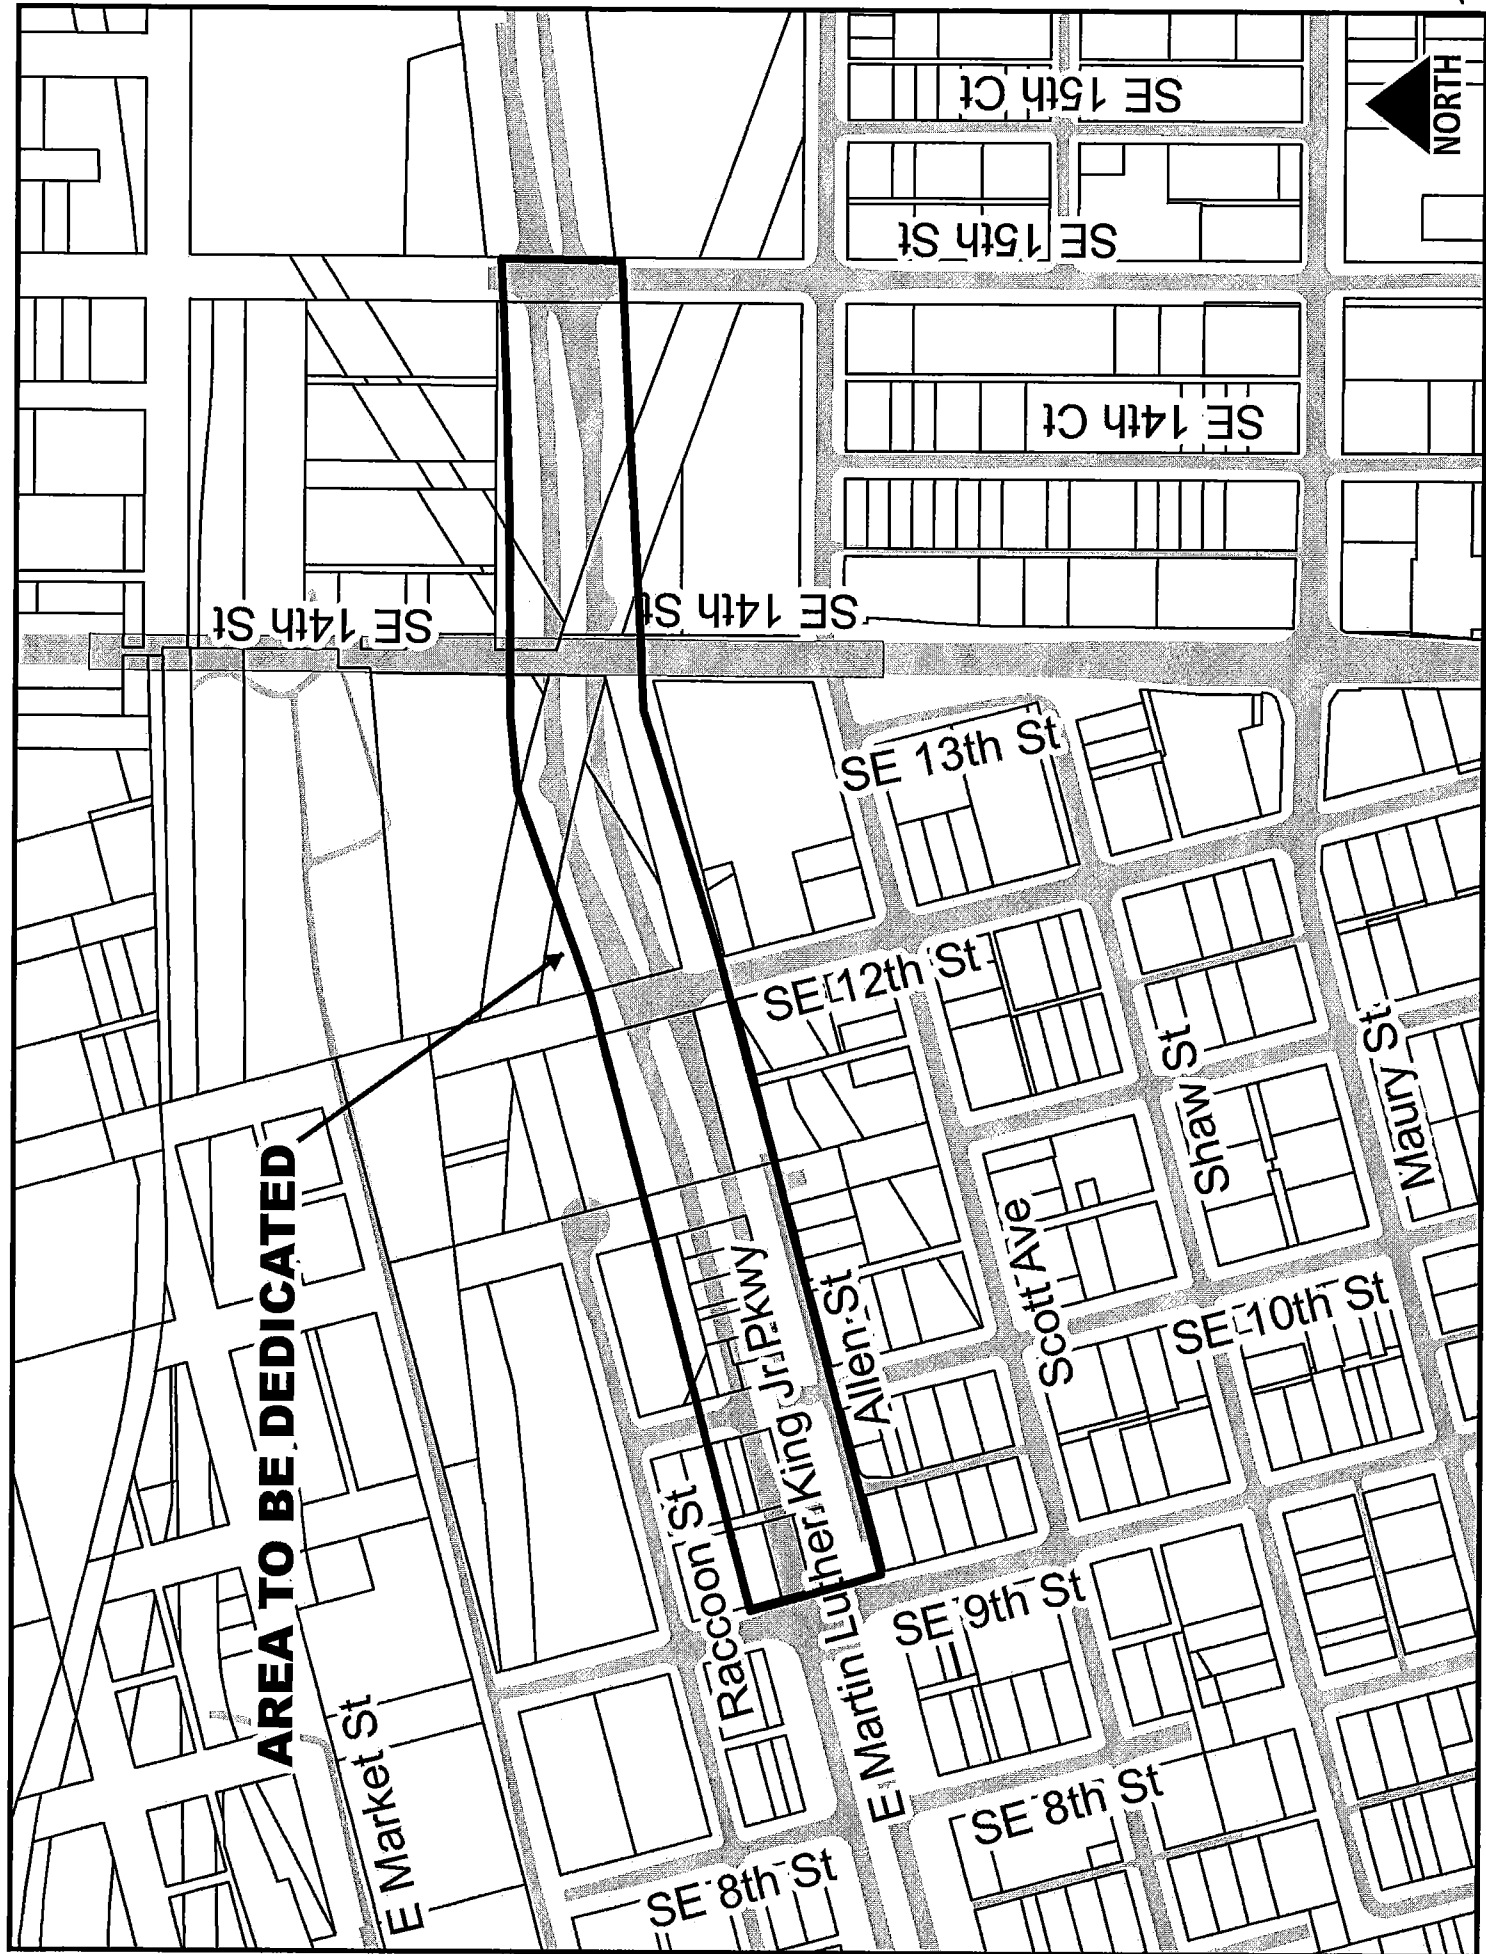 AREA TO BE DEDICATED
E Market St
Raccoon St
E Martin Luther King Jr Pkwy
Allen St
Scott Ave
Shaw St
Maury St
SE 8th St
SE 8th St
SE 9th St
SE 10th St
SE 12th St
SE 13th St
SE 14th St
SE 14th St
SE 14th Ct
SE 15th St
SE 15th Ct
NORTH